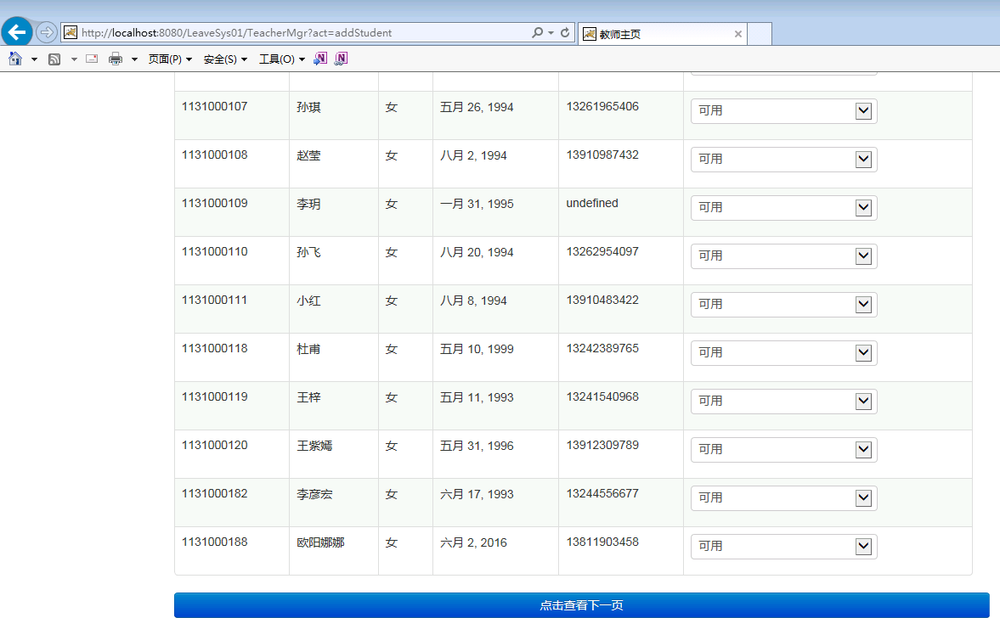 http://localhost:8080/LeaveSys01/TeacherMgr?act=addStudent 教师主页
页面(P) 安全(S) 工具(O)
1131000107 孙琪 女 五月 26, 1994 13261965406 可用
1131000108 赵莹 女 八月 2, 1994 13910987432 可用
1131000109 李玥 女 一月 31, 1995 undefined 可用
1131000110 孙飞 女 八月 20, 1994 13262954097 可用
1131000111 小红 女 八月 8, 1994 13910483422 可用
1131000118 杜甫 女 五月 10, 1999 13242389765 可用
1131000119 王梓 女 五月 11, 1993 13241540968 可用
1131000120 王紫嫣 女 五月 31, 1996 13912309789 可用
1131000182 李彦宏 女 六月 17, 1993 13244556677 可用
1131000188 欧阳娜娜 女 六月 2, 2016 13811903458 可用
点击查看下一页